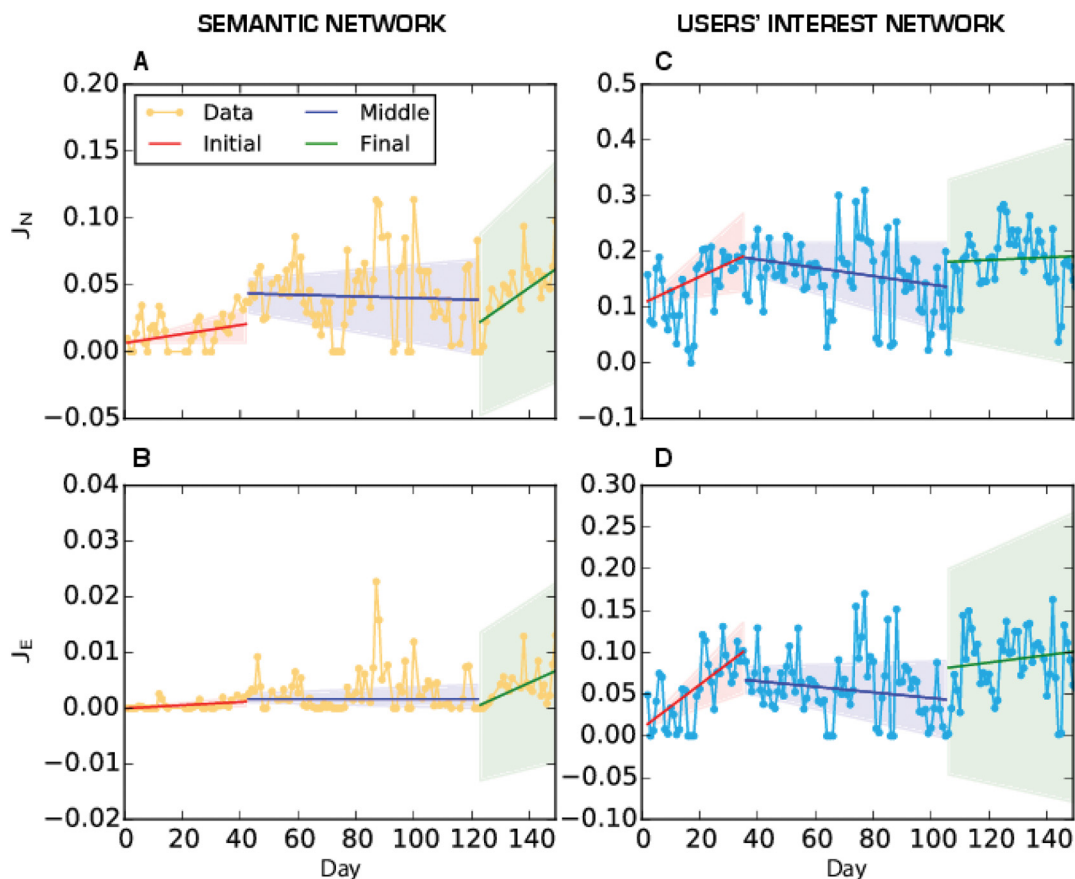 SEMANTIC NETWORK
USERS' INTEREST NETWORK
A
C
0.20
0.15
0.10
0.05
0.00
−0.05
J_N
Data
Middle
Initial
Final
0.5
0.4
0.3
0.2
0.1
0.0
−0.1
B
D
0.04
0.03
0.02
0.01
0.00
−0.01
−0.02
J_E
0 20 40 60 80 100 120 140
Day
0.30
0.25
0.20
0.15
0.10
0.05
0.00
−0.05
−0.10
0 20 40 60 80 100 120 140
Day